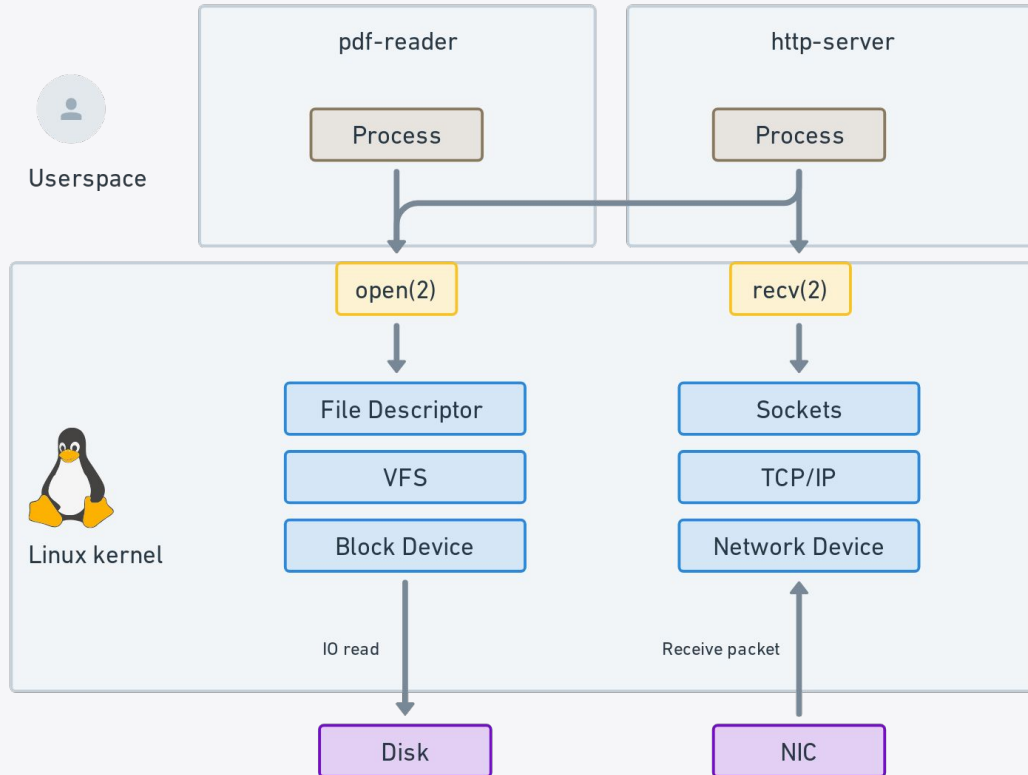 pdf-reader
http-server
Process
Process
Userspace
open(2)
recv(2)
File Descriptor
Sockets
VFS
TCP/IP
Block Device
Network Device
Linux kernel
IO read
Receive packet
Disk
NIC